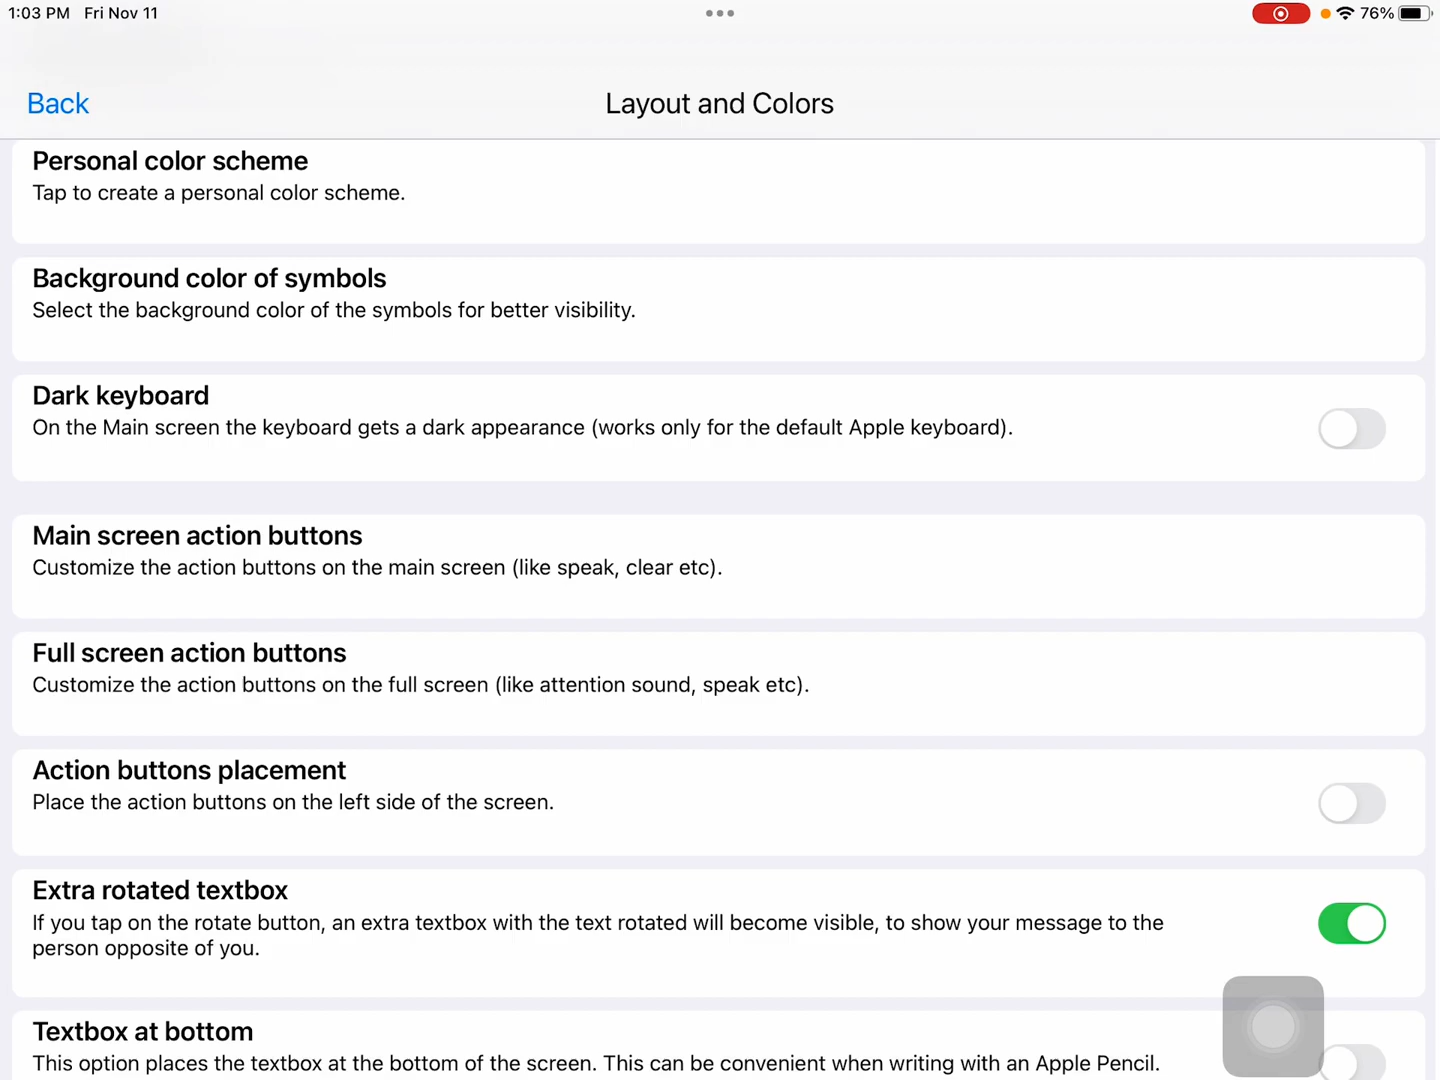 1:03 PM Fri Nov 11
76%
Back
Layout and Colors
Personal color scheme
Tap to create a personal color scheme.
Background color of symbols
Select the background color of the symbols for better visibility.
Dark keyboard
On the Main screen the keyboard gets a dark appearance (works only for the default Apple keyboard).
Main screen action buttons
Customize the action buttons on the main screen (like speak, clear etc).
Full screen action buttons
Customize the action buttons on the full screen (like attention sound, speak etc).
Action buttons placement
Place the action buttons on the left side of the screen.
Extra rotated textbox
If you tap on the rotate button, an extra textbox with the text rotated will become visible, to show your message to the
person opposite of you.
Textbox at bottom
This option places the textbox at the bottom of the screen. This can be convenient when writing with an Apple Pencil.